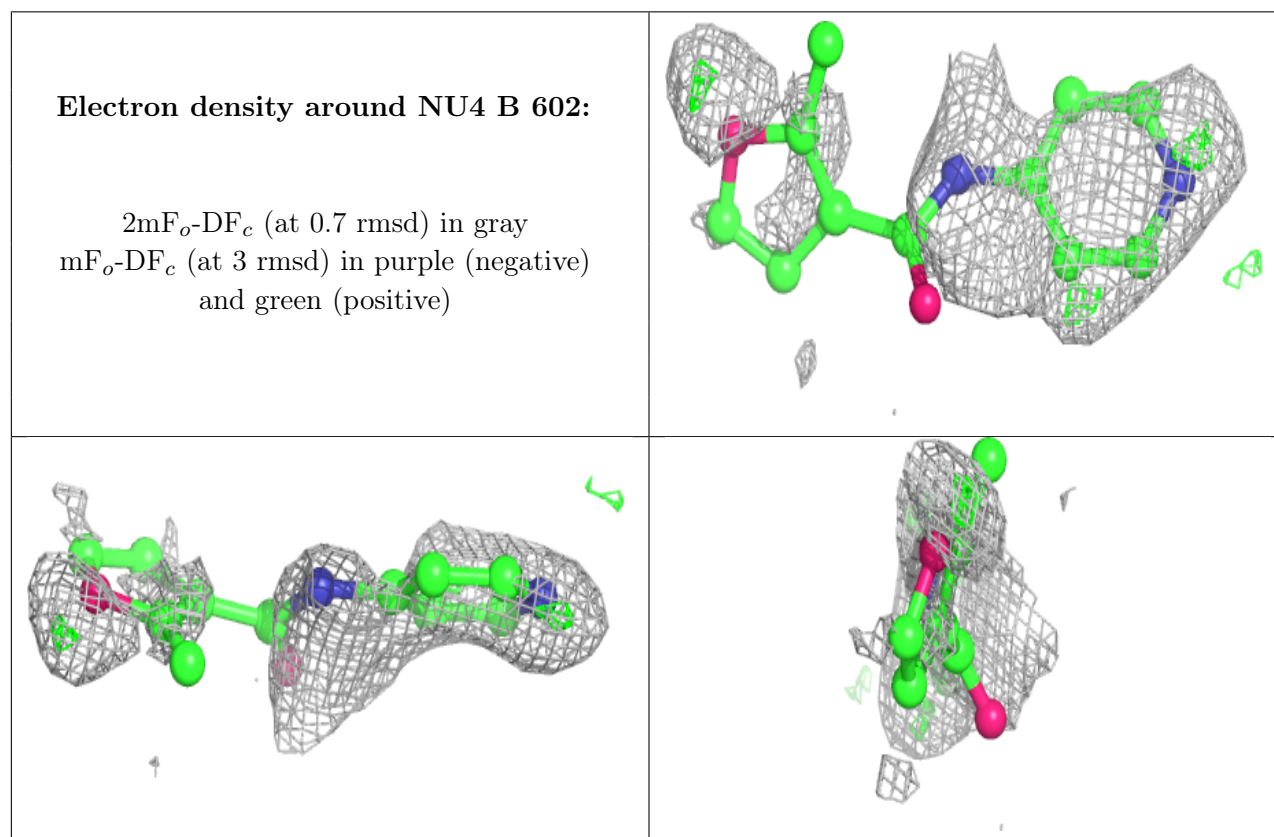 Electron density around NU4 B 602:
2mFₒ-DF𝒸 (at 0.7 rmsd) in gray
mFₒ-DF𝒸 (at 3 rmsd) in purple (negative)
and green (positive)